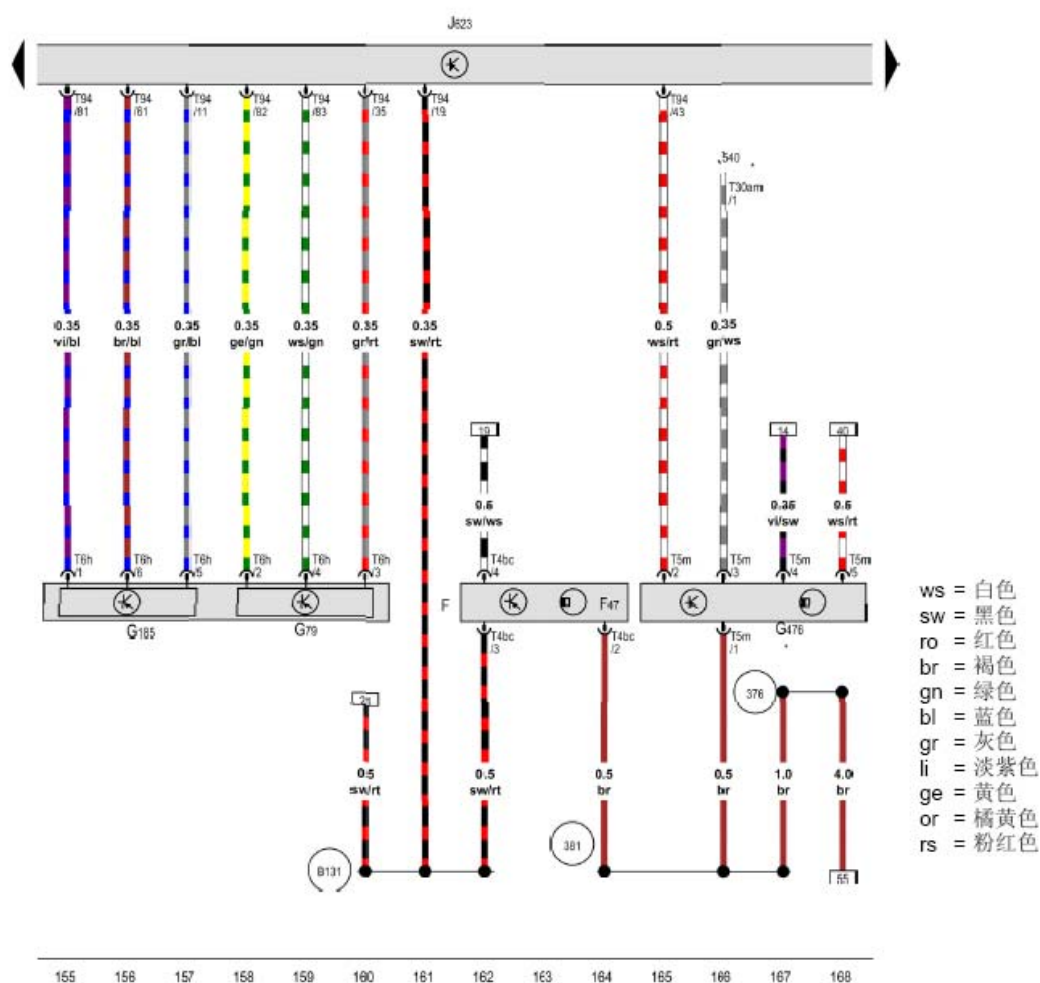 J623
T94 T94 T94 T94 T94 T94 T94 T94
/81 /61 /11 /82 /83 /35 /19 /43
T30am
/1
0.35 0.35 0.35 0.35 0.35 0.35 0.35 0.5 0.35
vi/bl br/bl gr/bl ge/gn ws/gn gr/rt sw/rt ws/rt gr/ws
19 14 40
0.35
sw/ws vi/sw ws/rt
T6h T6h T6h T6h T6h T6h T4bc T5m T5m T5m T5m
/1 /6 /5 /2 /4 /3 /4 /2 /3 /4 /5
F F47
G185 G79 G476
T4bc T4bc T5m
/3 /2 /1
376
0.5 0.5 0.5 0.5 1.0 4.0
sw/rt sw/rt br br br br
381
B131
55
155 156 157 158 159 160 161 162 163 164 165 166 167 168
ws = 白色
sw = 黑色
ro = 红色
br = 褐色
gn = 绿色
bl = 蓝色
gr = 灰色
li = 淡紫色
ge = 黄色
or = 橘黄色
rs = 粉红色